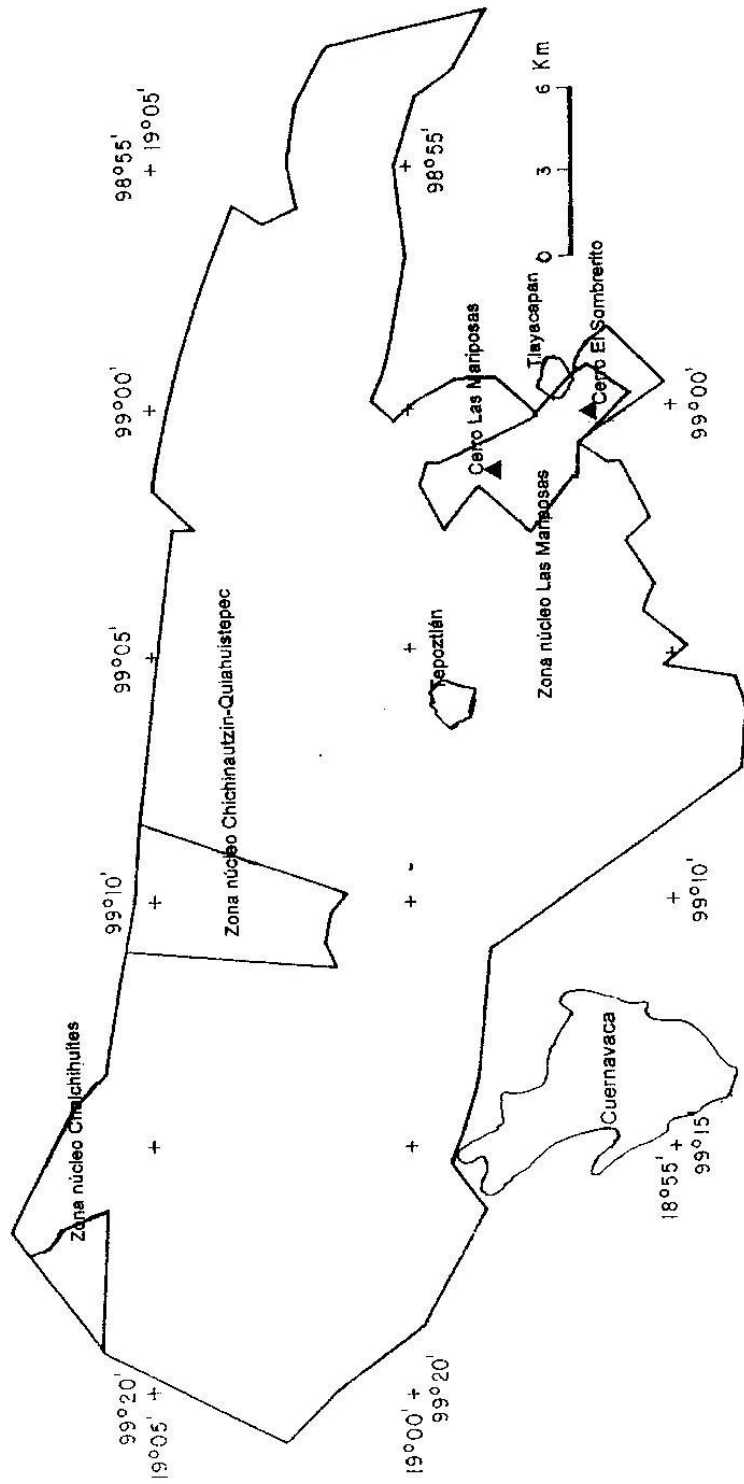 Zona núcleo Chalchihuites
99°20'
19°05'
99°10'
99°05'
99°00'
98°55'
19°05'
Zona núcleo Chichinautzin-Quiahuistepec
19°00'
99°20'
Tepoztlán
Cerro Las Mariposas
98°55'
Zona núcleo Las Mariposas
Tlayacapan
Cerro El Sombrerito
0 3 6 Km
Cuernavaca
18°55'
99°15'
99°10'
99°00'